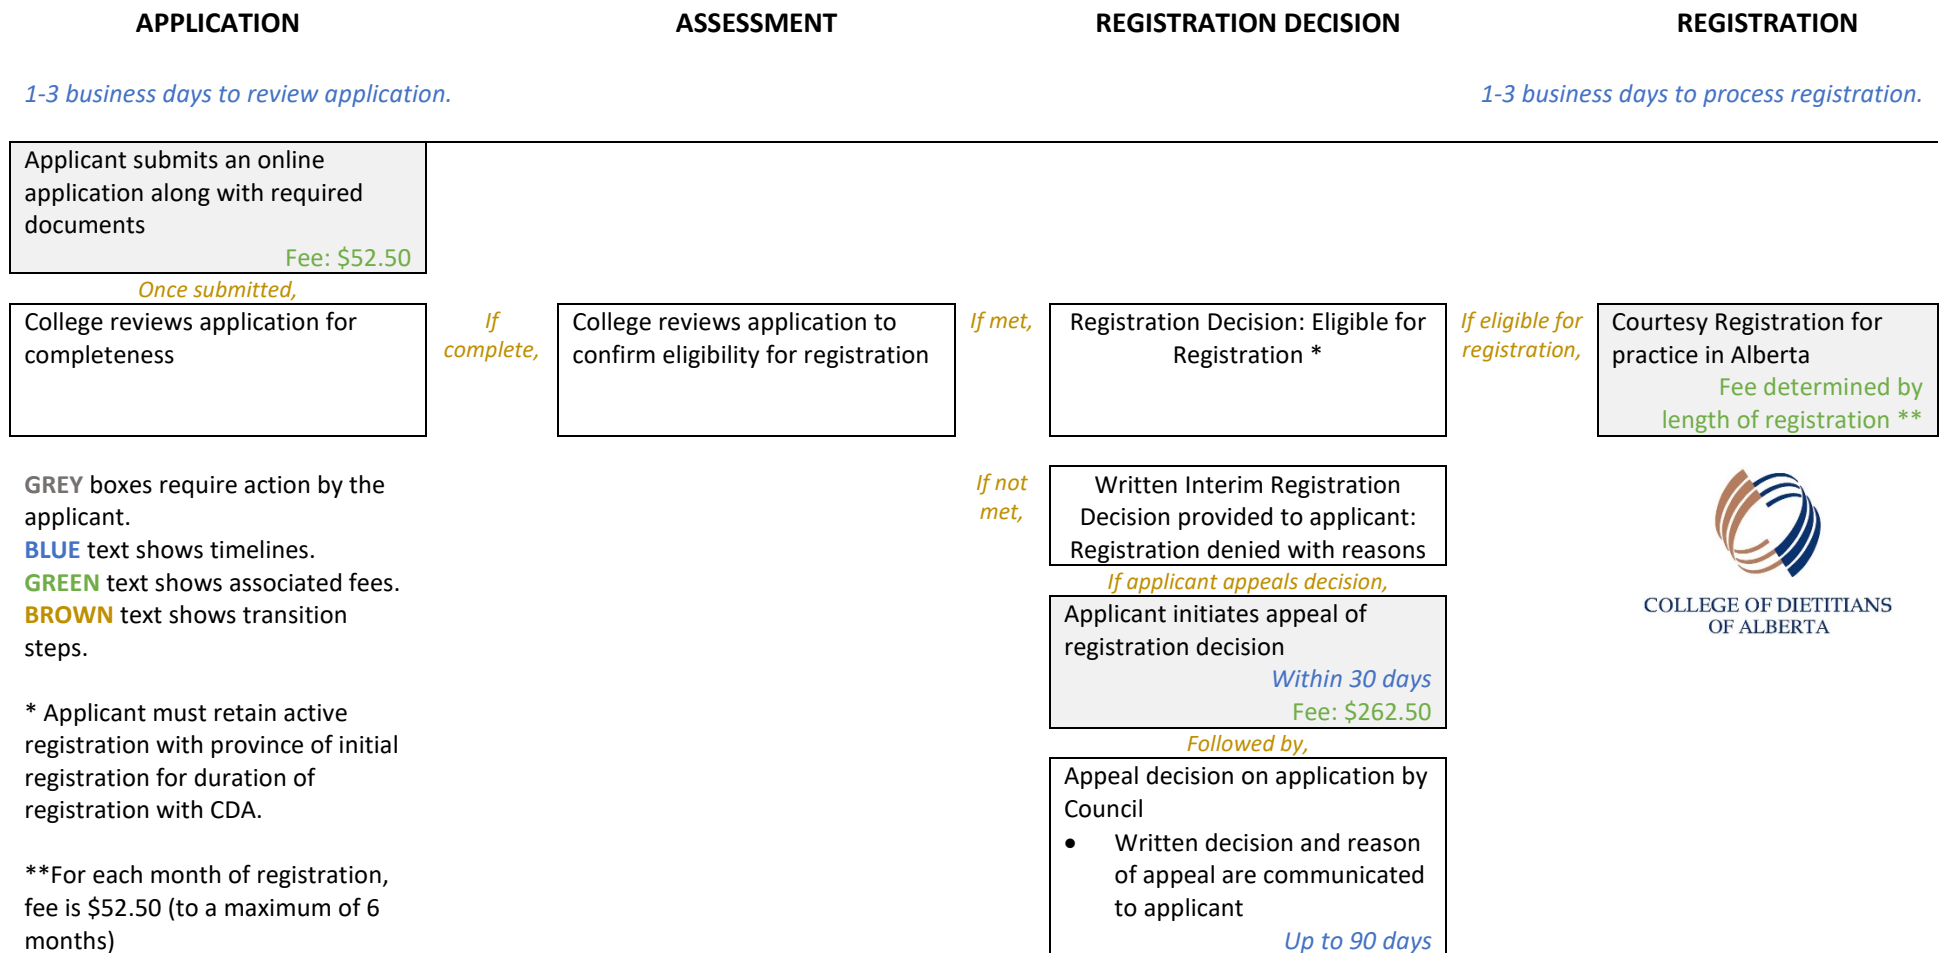 APPLICATION
ASSESSMENT
REGISTRATION DECISION
REGISTRATION
1-3 business days to review application.
1-3 business days to process registration.
Applicant submits an online
application along with required
documents
Fee: $52.50
Once submitted,
College reviews application for
completeness
If
complete,
College reviews application to
confirm eligibility for registration
If met,
Registration Decision: Eligible for
Registration *
If eligible for
registration,
Courtesy Registration for
practice in Alberta
Fee determined by
length of registration **
GREY boxes require action by the
applicant.
BLUE text shows timelines.
GREEN text shows associated fees.
BROWN text shows transition
steps.
* Applicant must retain active
registration with province of initial
registration for duration of
registration with CDA.
**For each month of registration,
fee is $52.50 (to a maximum of 6
months)
If not
met,
Written Interim Registration
Decision provided to applicant:
Registration denied with reasons
If applicant appeals decision,
Applicant initiates appeal of
registration decision
Within 30 days
Fee: $262.50
Followed by,
Appeal decision on application by
Council
• Written decision and reason
of appeal are communicated
to applicant
Up to 90 days
COLLEGE OF DIETITIANS
OF ALBERTA